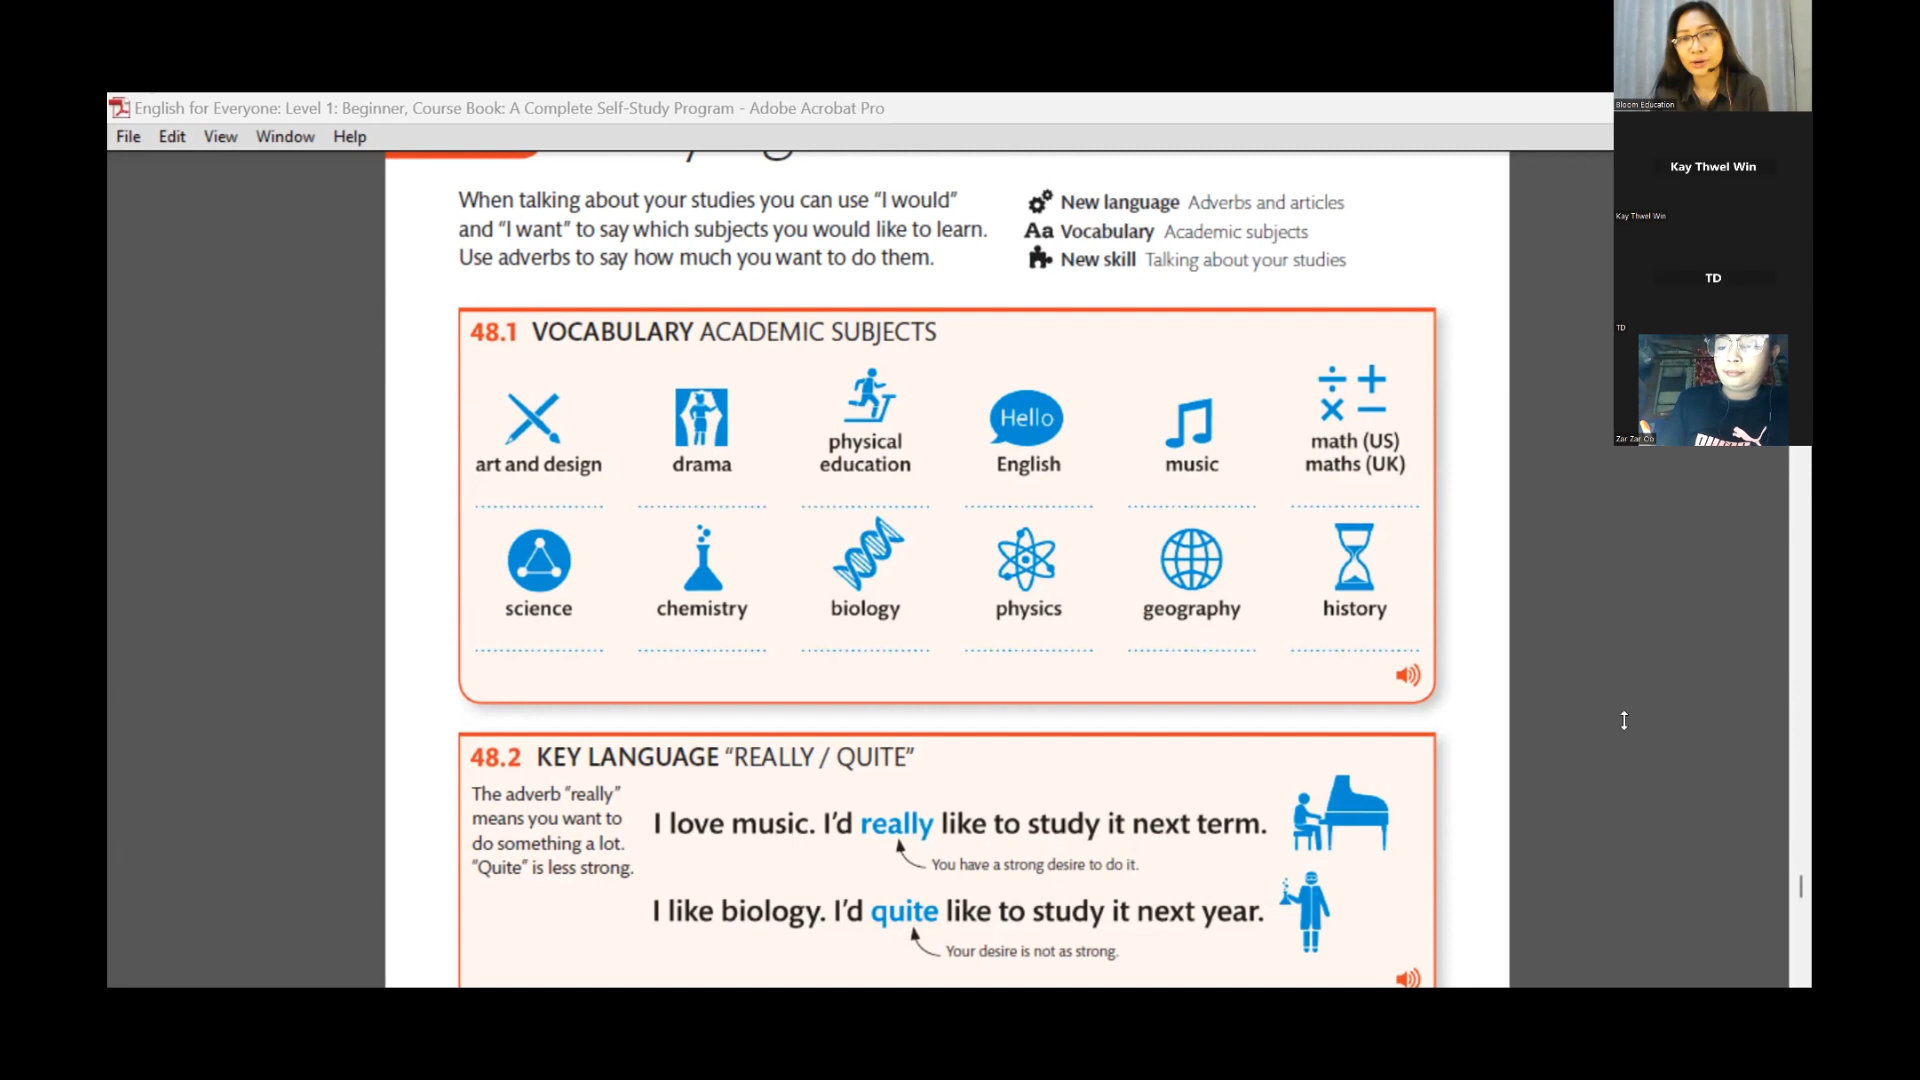 English for Everyone: Level 1: Beginner, Course Book: A Complete Self-Study Program - Adobe Acrobat Pro
File Edit View Window Help
When talking about your studies you can use “I would”
and “I want” to say which subjects you would like to learn.
Use adverbs to say how much you want to do them.
New language Adverbs and articles
Aa Vocabulary Academic subjects
New skill Talking about your studies
48.1 VOCABULARY ACADEMIC SUBJECTS
art and design
drama
physical
education
Hello
English
music
math (US)
maths (UK)
science
chemistry
biology
physics
geography
history
48.2 KEY LANGUAGE “REALLY / QUITE”
The adverb “really”
means you want to
do something a lot.
“Quite” is less strong.
I love music. I’d really like to study it next term.
You have a strong desire to do it.
I like biology. I’d quite like to study it next year.
Your desire is not as strong.
Bloom Education
Kay Thwel Win
Kay Thwel Win
TD
TD
Zar Zar Oo